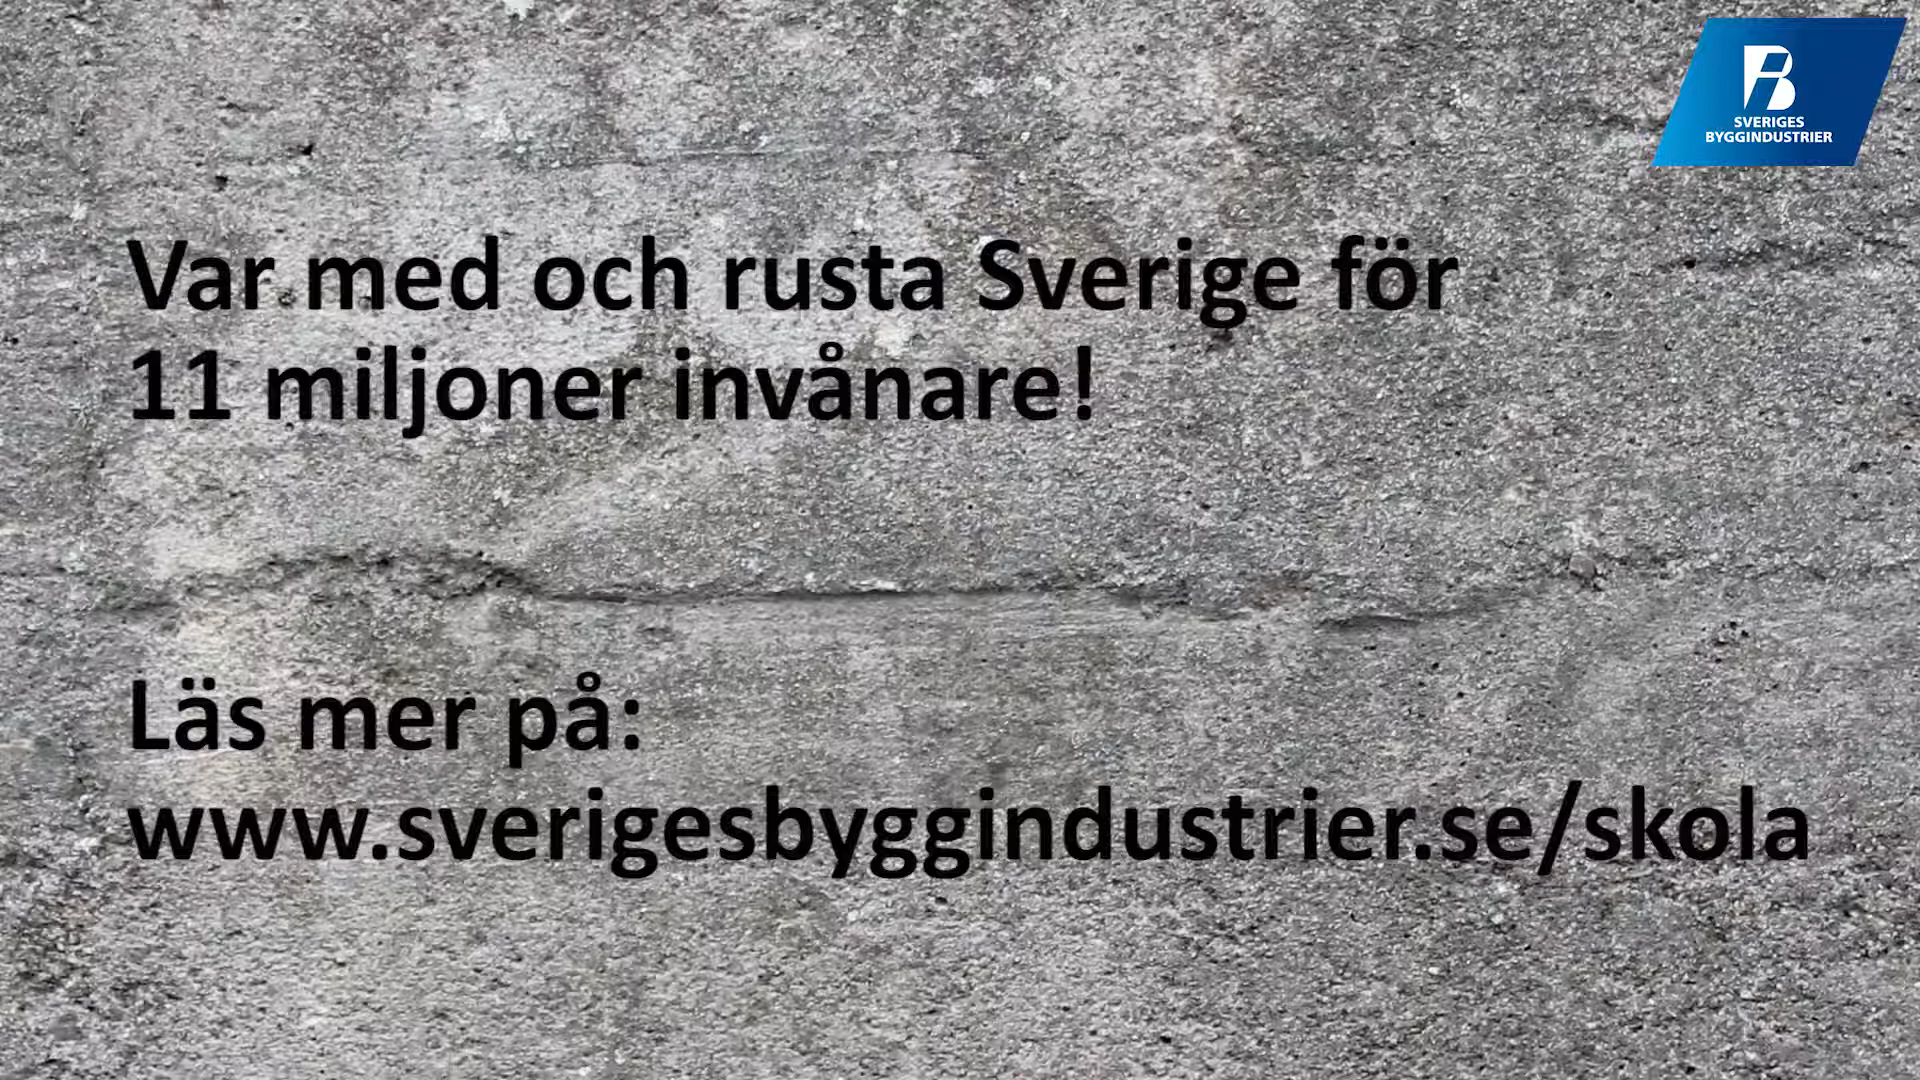 SVERIGES
BYGGINDUSTRIER
Var med och rusta Sverige för
11 miljoner invånare!
Läs mer på:
www.sverigesbyggindustrier.se/skola